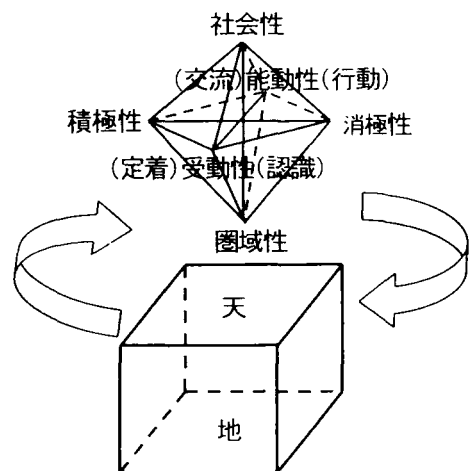 社会性
(交流)能動性(行動)
積極性
消極性
(定着)受動性(認識)
圏域性
天
地